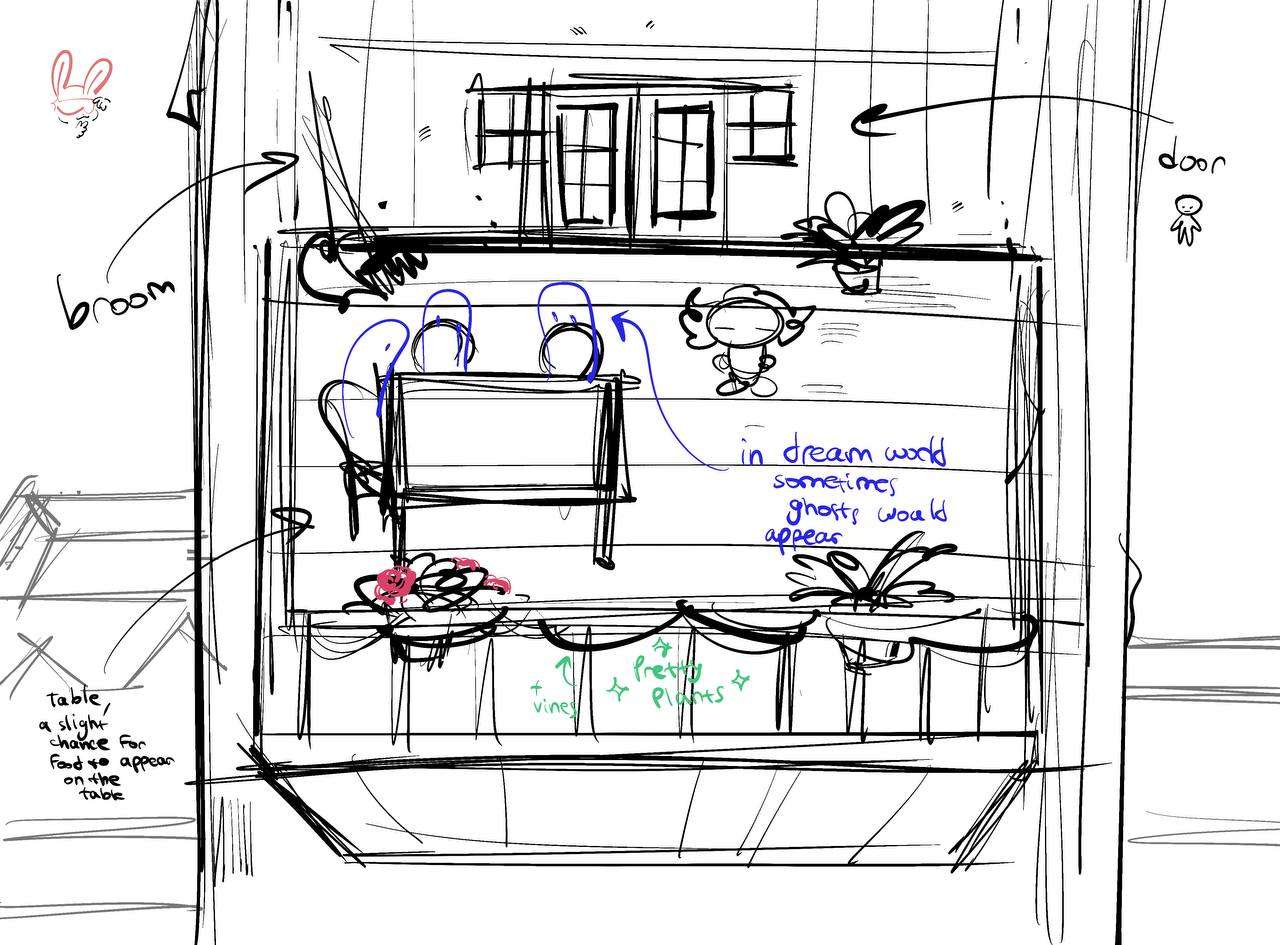 door
broom
in dream world
sometimes
ghosts would
appear
Pretty
Plants
+
vines
table,
a slight
chance for
food to appear
on the
table